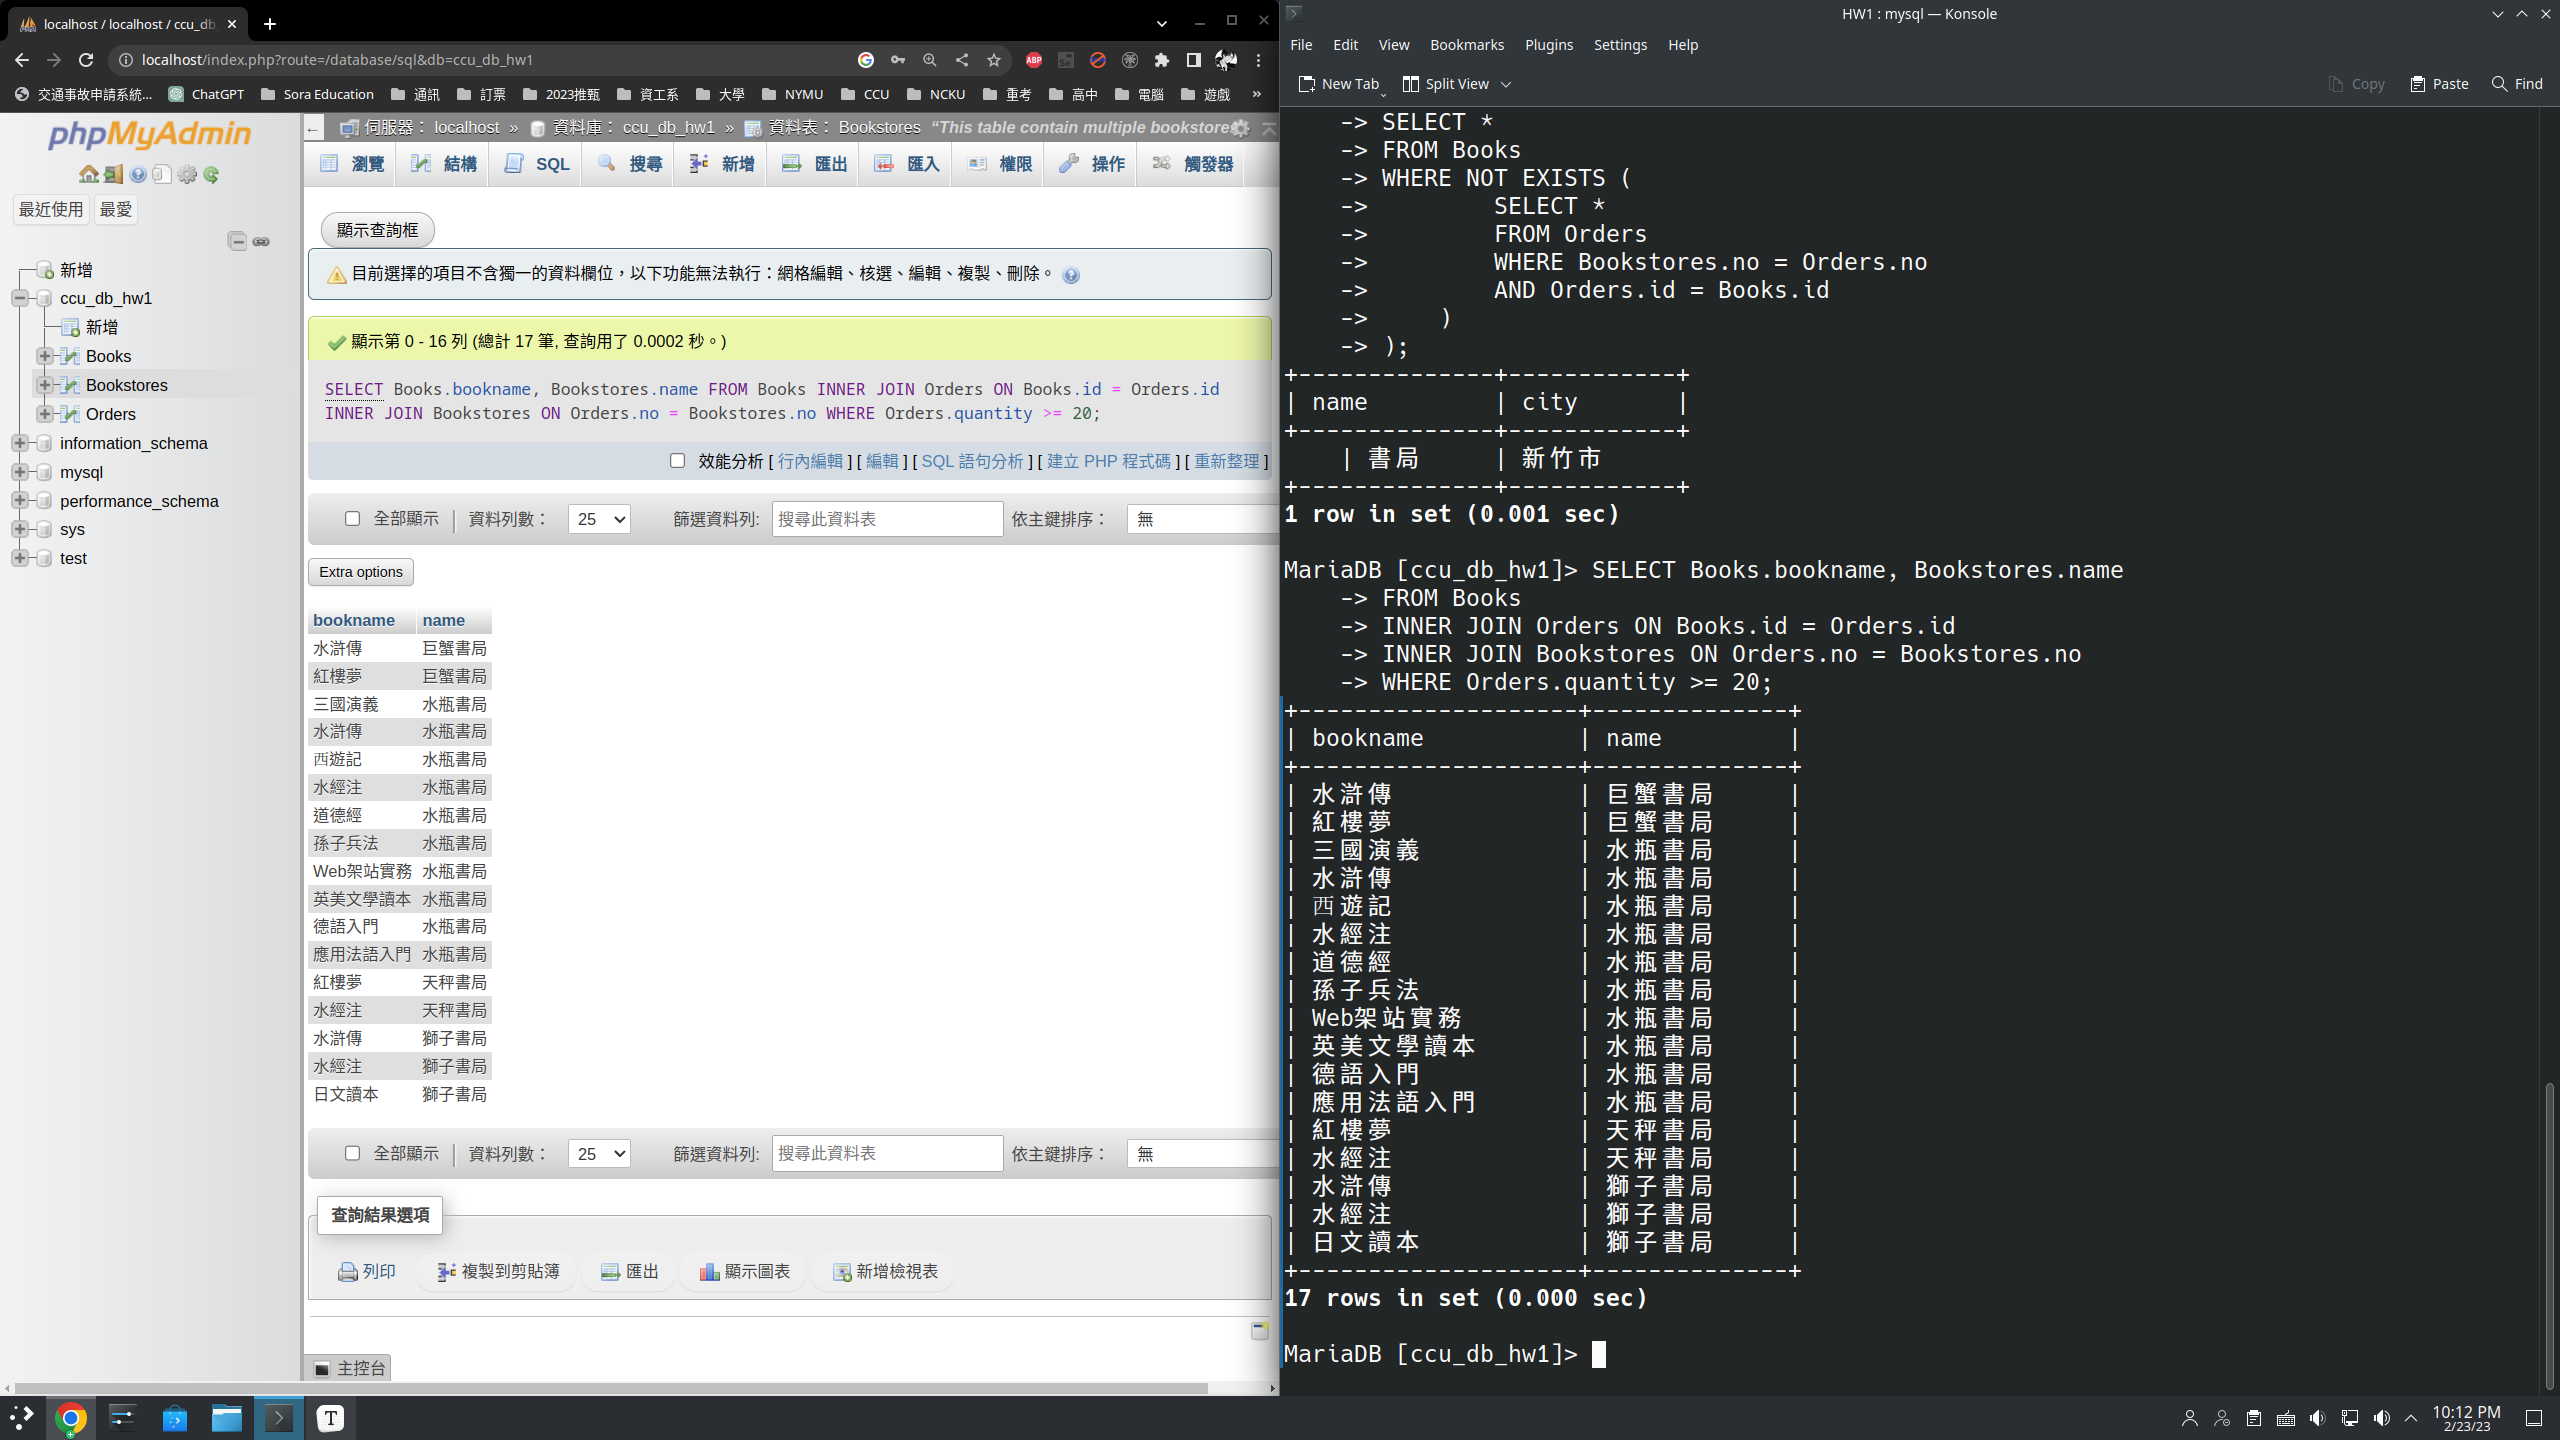 localhost / localhost / ccu_db
localhost/index.php?route=/database/sql&db=ccu_db_hw1
交通事故申請系統... ChatGPT Sora Education 通訊 訂票 2023推甄 資工系 大學 NYMU CCU NCKU 重考 高中 電腦 遊戲 »
phpMyAdmin
最近使用 最愛
新增
ccu_db_hw1
新增
Books
Bookstores
Orders
information_schema
mysql
performance_schema
sys
test
伺服器： localhost » 資料庫： ccu_db_hw1 » 資料表： Bookstores “This table contain multiple bookstore
瀏覽 結構 SQL 搜尋 新增 匯出 匯入 權限 操作 觸發器
顯示查詢框
目前選擇的項目不含獨一的資料欄位，以下功能無法執行：網格編輯、核選、編輯、複製、刪除。
顯示第 0 - 16 列 (總計 17 筆, 查詢用了 0.0002 秒。)
SELECT Books.bookname, Bookstores.name FROM Books INNER JOIN Orders ON Books.id = Orders.id
INNER JOIN Bookstores ON Orders.no = Bookstores.no WHERE Orders.quantity >= 20;
效能分析 [ 行內編輯 ] [ 編輯 ] [ SQL 語句分析 ] [ 建立 PHP 程式碼 ] [ 重新整理 ]
全部顯示 | 資料列數： 25 篩選資料列: 搜尋此資料表 依主鍵排序： 無
Extra options
bookname name
水滸傳 巨蟹書局
紅樓夢 巨蟹書局
三國演義 水瓶書局
水滸傳 水瓶書局
西遊記 水瓶書局
水經注 水瓶書局
道德經 水瓶書局
孫子兵法 水瓶書局
Web架站實務 水瓶書局
英美文學讀本 水瓶書局
德語入門 水瓶書局
應用法語入門 水瓶書局
紅樓夢 天秤書局
水經注 天秤書局
水滸傳 獅子書局
水經注 獅子書局
日文讀本 獅子書局
全部顯示 | 資料列數： 25 篩選資料列: 搜尋此資料表 依主鍵排序： 無
查詢結果選項
列印 複製到剪貼簿 匯出 顯示圖表 新增檢視表
主控台
HW1 : mysql — Konsole
File Edit View Bookmarks Plugins Settings Help
New Tab Split View Copy Paste Find
-> SELECT *
-> FROM Books
-> WHERE NOT EXISTS (
-> SELECT *
-> FROM Orders
-> WHERE Bookstores.no = Orders.no
-> AND Orders.id = Books.id
-> )
-> );
+--------------+------------+
| name | city |
+--------------+------------+
| 書局 | 新竹市
+--------------+------------+
1 row in set (0.001 sec)
MariaDB [ccu_db_hw1]> SELECT Books.bookname, Bookstores.name
-> FROM Books
-> INNER JOIN Orders ON Books.id = Orders.id
-> INNER JOIN Bookstores ON Orders.no = Bookstores.no
-> WHERE Orders.quantity >= 20;
+--------------------+--------------+
| bookname | name |
+--------------------+--------------+
| 水滸傳 | 巨蟹書局 |
| 紅樓夢 | 巨蟹書局 |
| 三國演義 | 水瓶書局 |
| 水滸傳 | 水瓶書局 |
| 西遊記 | 水瓶書局 |
| 水經注 | 水瓶書局 |
| 道德經 | 水瓶書局 |
| 孫子兵法 | 水瓶書局 |
| Web架站實務 | 水瓶書局 |
| 英美文學讀本 | 水瓶書局 |
| 德語入門 | 水瓶書局 |
| 應用法語入門 | 水瓶書局 |
| 紅樓夢 | 天秤書局 |
| 水經注 | 天秤書局 |
| 水滸傳 | 獅子書局 |
| 水經注 | 獅子書局 |
| 日文讀本 | 獅子書局 |
+--------------------+--------------+
17 rows in set (0.000 sec)
MariaDB [ccu_db_hw1]>
10:12 PM
2/23/23